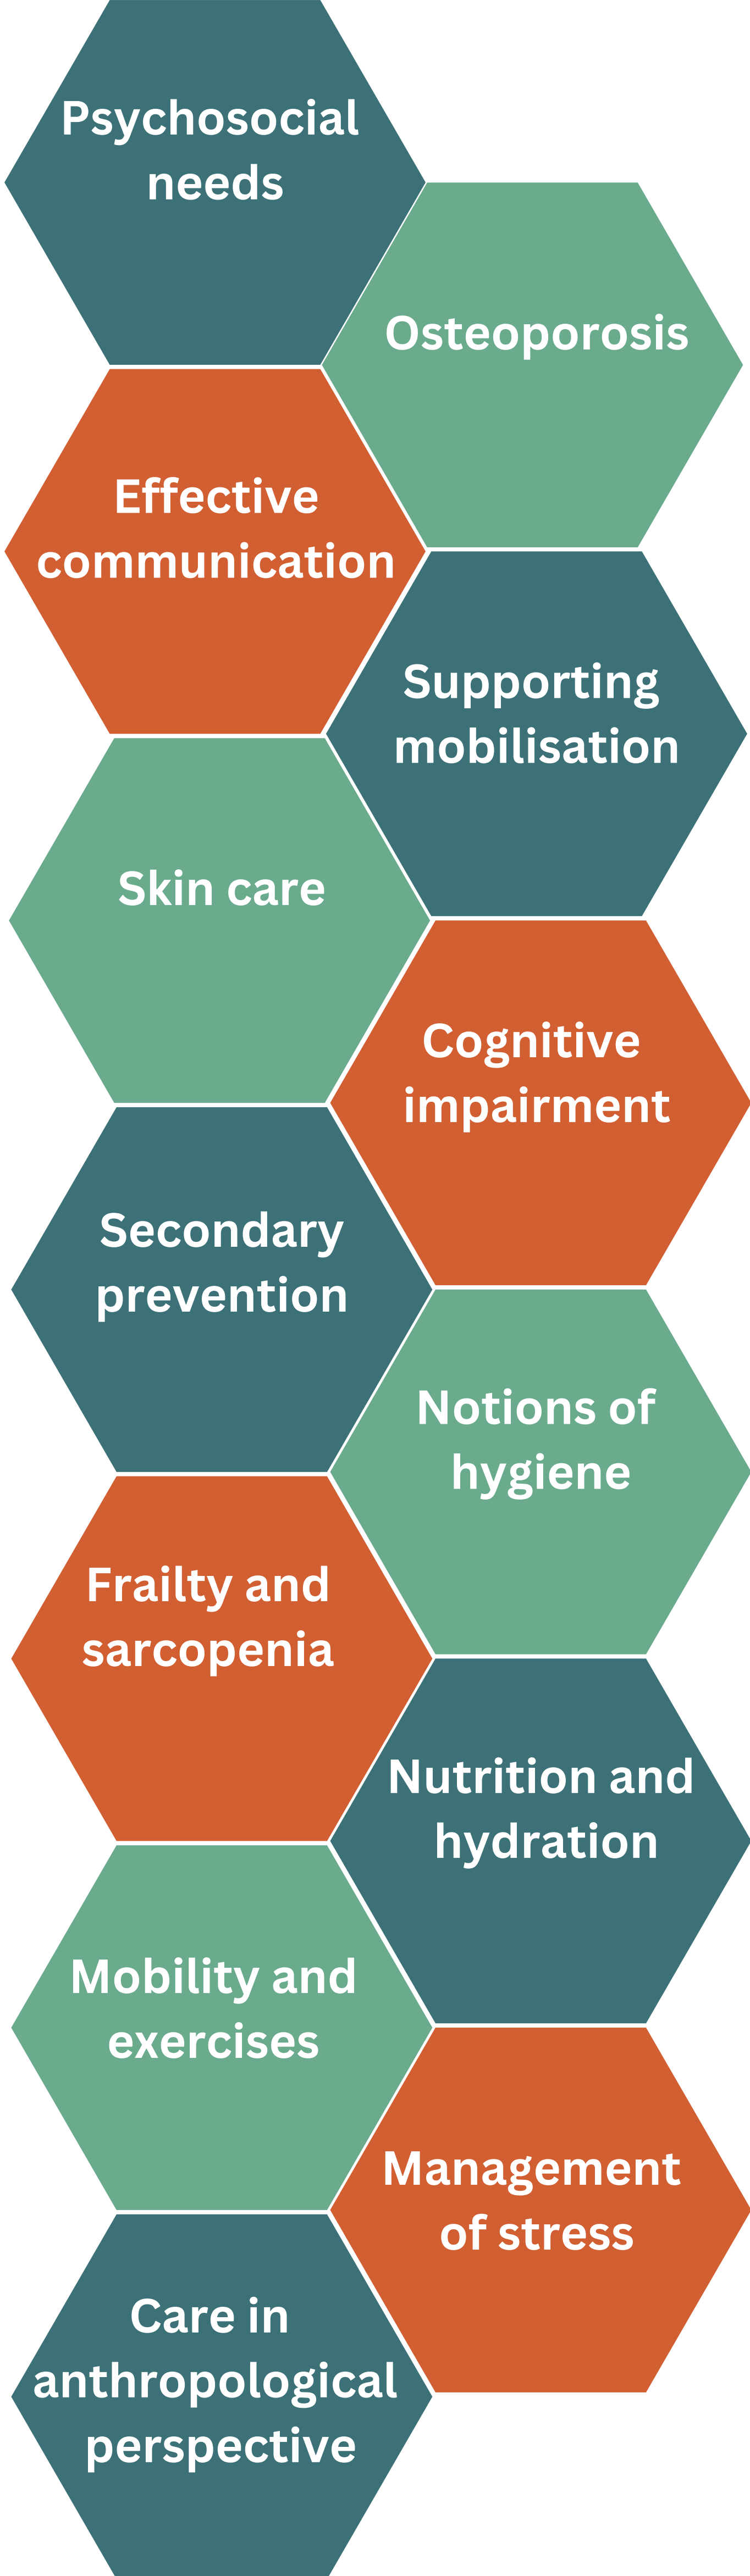 Psychosocial
needs
Osteoporosis
Effective
communication
Supporting
mobilisation
Skin care
Cognitive
impairment
Secondary
prevention
Notions of
hygiene
Frailty and
sarcopenia
Nutrition and
hydration
Mobility and
exercises
Management
of stress
Care in
anthropological
perspective